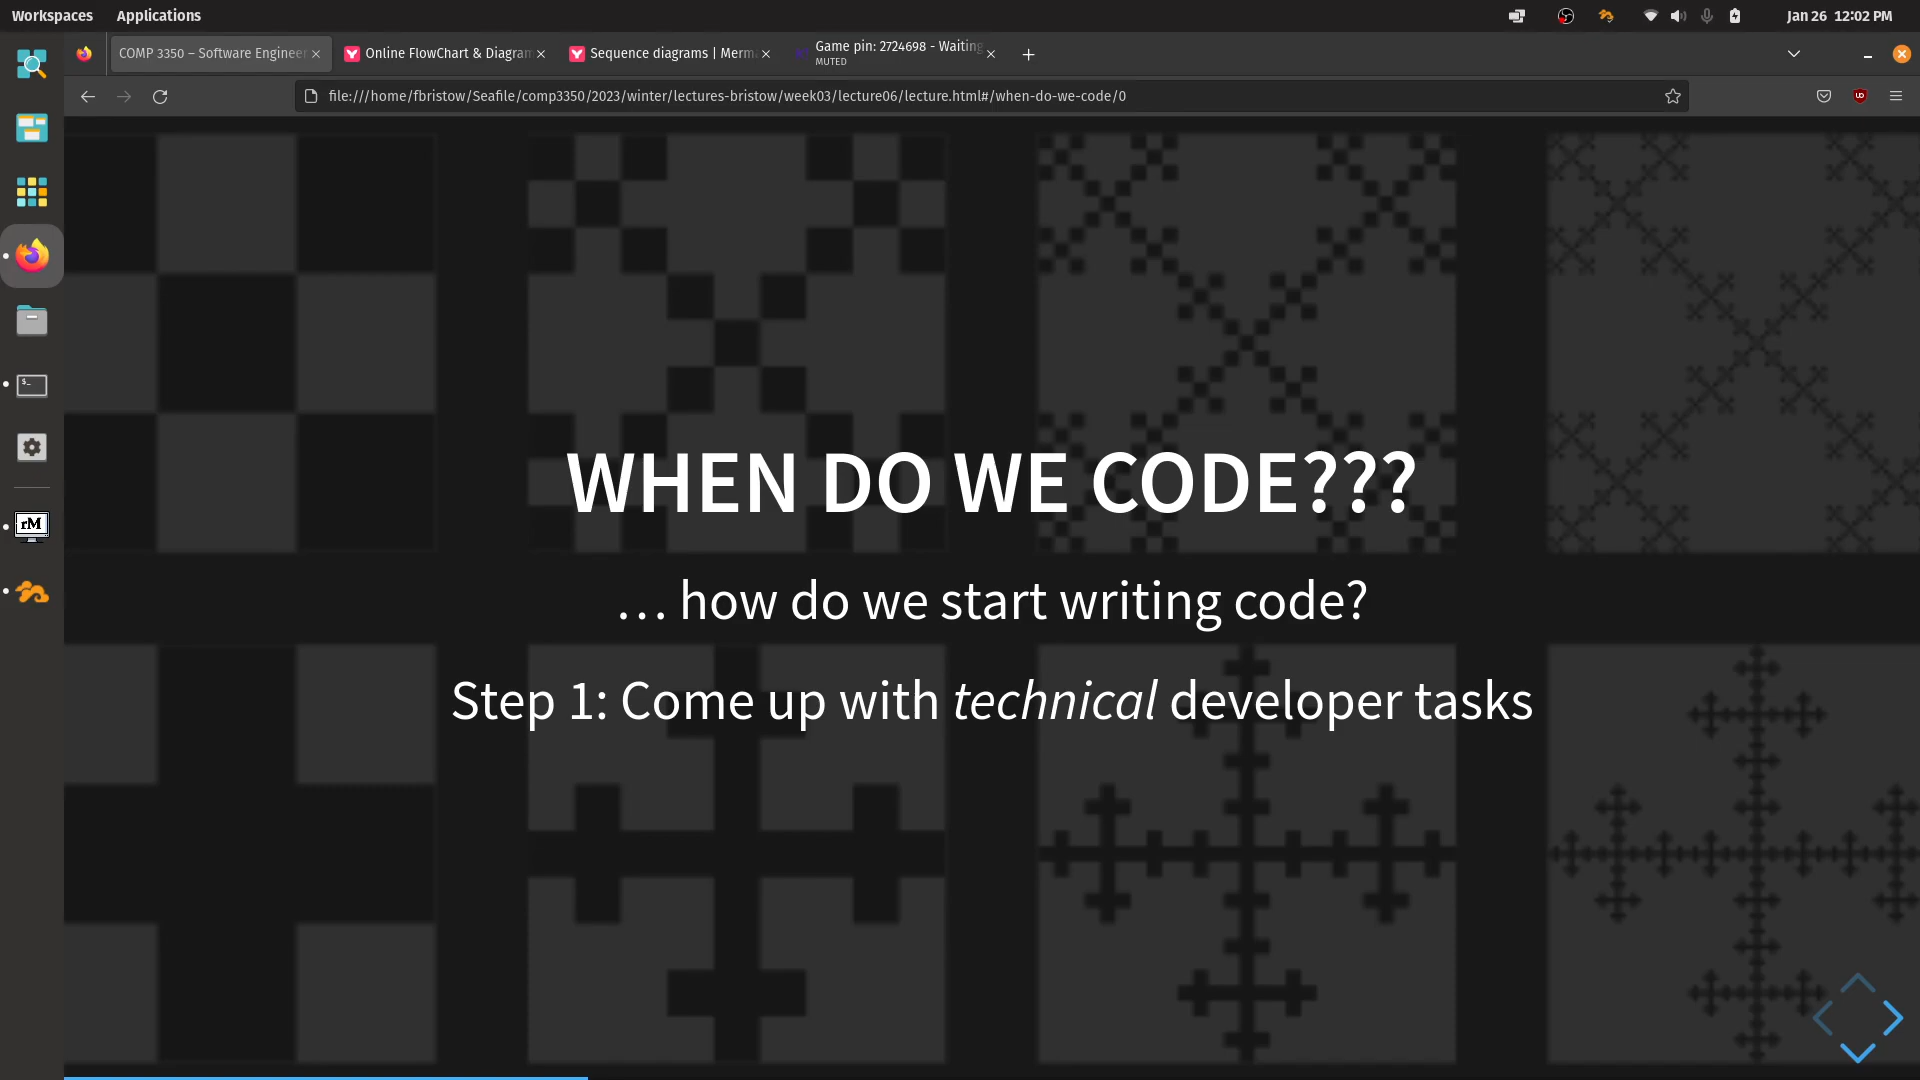 Workspaces
Applications
Jan 26 12:02 PM
COMP 3350 – Software Engineer
Online FlowChart & Diagram
Sequence diagrams | Merm
Game pin: 2724698 - Waiting
MUTED
file:///home/fbristow/Seafile/comp3350/2023/winter/lectures-bristow/week03/lecture06/lecture.html#/when-do-we-code/0
$_
rM
WHEN DO WE CODE???
… how do we start writing code?
Step 1: Come up with technical developer tasks